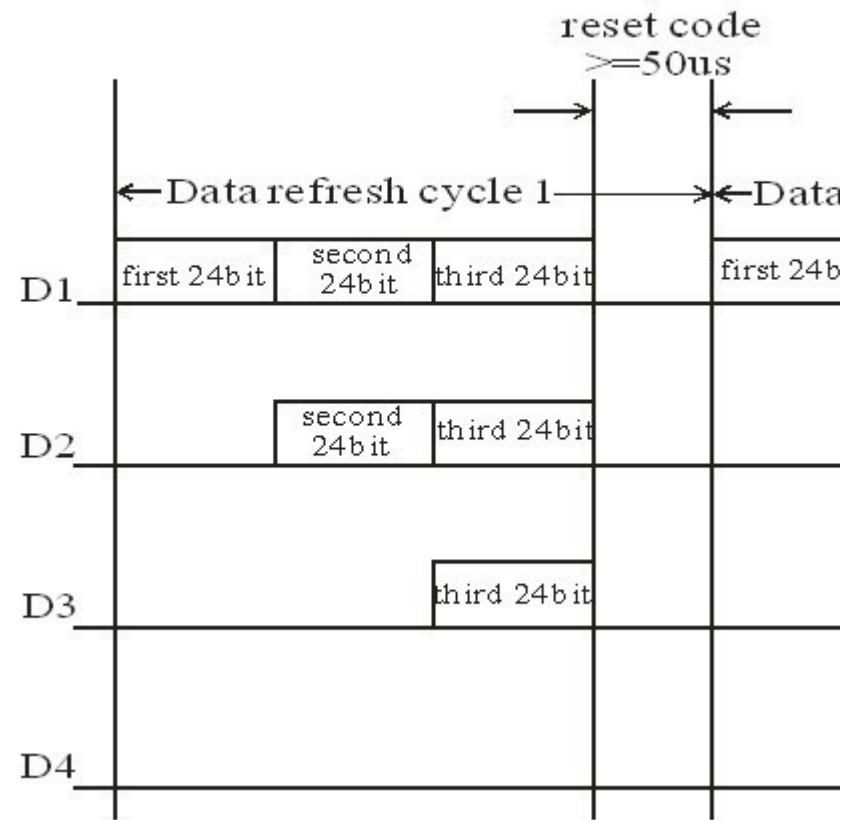 reset code
>=50us
Data refresh cycle 1
Data
D1
first 24bit
second
24bit
third 24bit
first 24b
D2
second
24bit
third 24bit
D3
third 24bit
D4